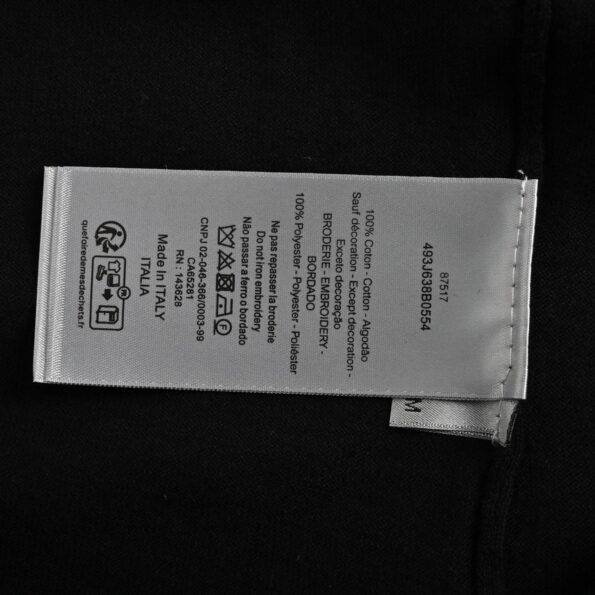 87517
493J638B0554
100% Coton - Cotton - Algodão
Sauf décoration - Except decoration -
Exceto decoração
BRODERIE - EMBROIDERY -
BORDADO
100% Polyester - Polyester - Poliéster
Ne pas repasser la broderie
Do not iron embroidery
Não passar a ferro o bordado
CNPJ 02-046-366/0003-99
CA65281
RN : 143628
Made In ITALY
ITALIA
quefairedemesdechets.fr
M